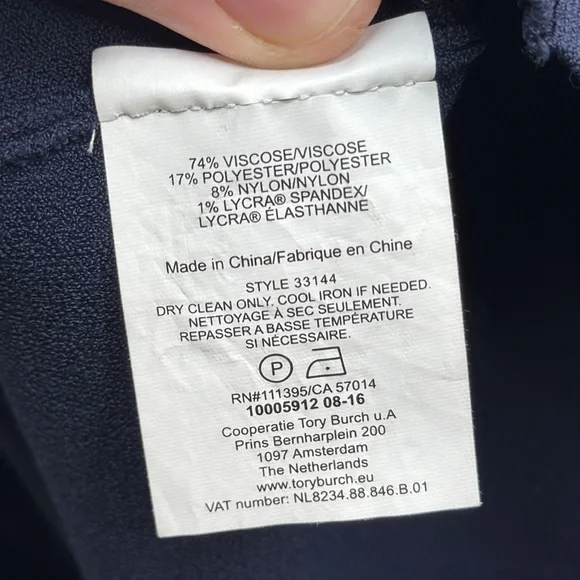 74% VISCOSE/VISCOSE
17% POLYESTER/POLYESTER
8% NYLON/NYLON
1% LYCRA® SPANDEX/
LYCRA® ÉLASTHANNE
Made in China/Fabrique en Chine
STYLE 33144
DRY CLEAN ONLY. COOL IRON IF NEEDED.
NETTOYAGE À SEC SEULEMENT.
REPASSER A BASSE TEMPÉRATURE
SI NÉCESSAIRE.
P
RN#111395/CA 57014
10005912 08-16
Cooperatie Tory Burch u.A
Prins Bernharplein 200
1097 Amsterdam
The Netherlands
www.toryburch.eu
VAT number: NL8234.88.846.B.01